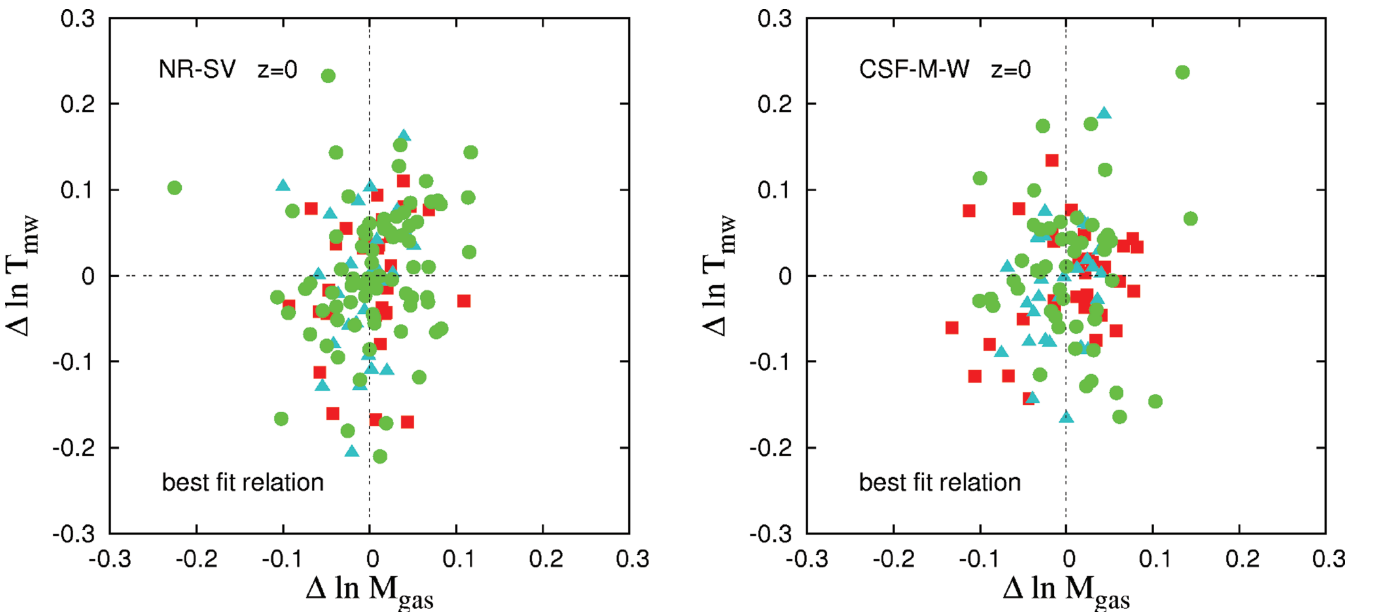 0.3
0.2
0.1
0
-0.1
-0.2
-0.3
Δ ln T_mw
NR-SV z=0
best fit relation
-0.3 -0.2 -0.1 0 0.1 0.2 0.3
Δ ln M_gas
0.3
0.2
0.1
0
-0.1
-0.2
-0.3
Δ ln T_mw
CSF-M-W z=0
best fit relation
-0.3 -0.2 -0.1 0 0.1 0.2 0.3
Δ ln M_gas